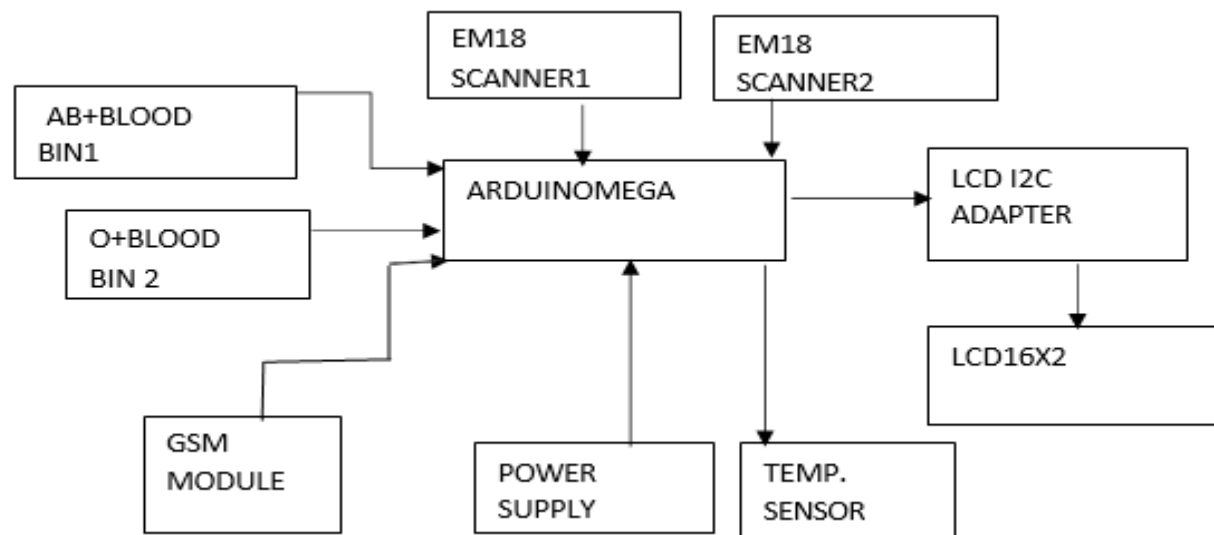 EM18
SCANNER1
EM18
SCANNER2
AB+BLOOD
BIN1
ARDUINOMEGA
LCD I2C
ADAPTER
O+BLOOD
BIN 2
LCD16X2
GSM
MODULE
POWER
SUPPLY
TEMP.
SENSOR